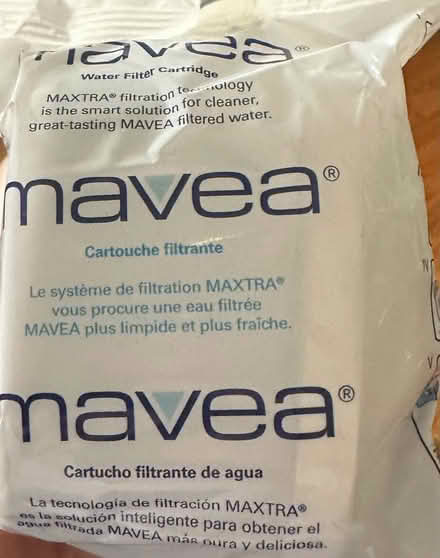 mavea®
Water Filter Cartridge
MAXTRA® filtration technology
is the smart solution for cleaner,
great-tasting MAVEA filtered water.
mavea®
Cartouche filtrante
Le système de filtration MAXTRA®
vous procure une eau filtrée
MAVEA plus limpide et plus fraîche.
mavea®
Cartucho filtrante de agua
La tecnología de filtración MAXTRA®
es la solución inteligente para obtener el
agua filtrada MAVEA más pura y deliciosa.